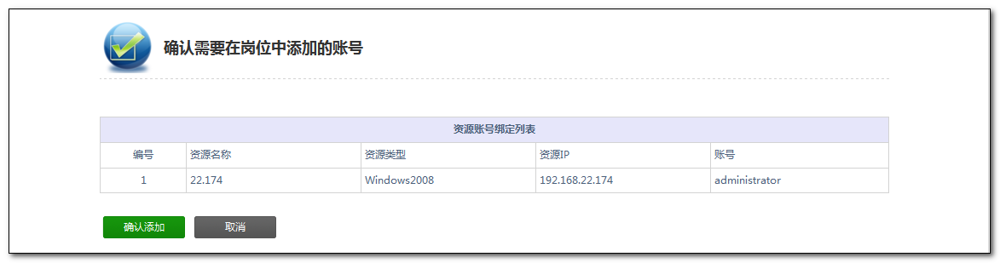 确认需要在岗位中添加的账号
资源账号绑定列表
编号 资源名称 资源类型 资源IP 账号
1 22.174 Windows2008 192.168.22.174 administrator
确认添加 取消